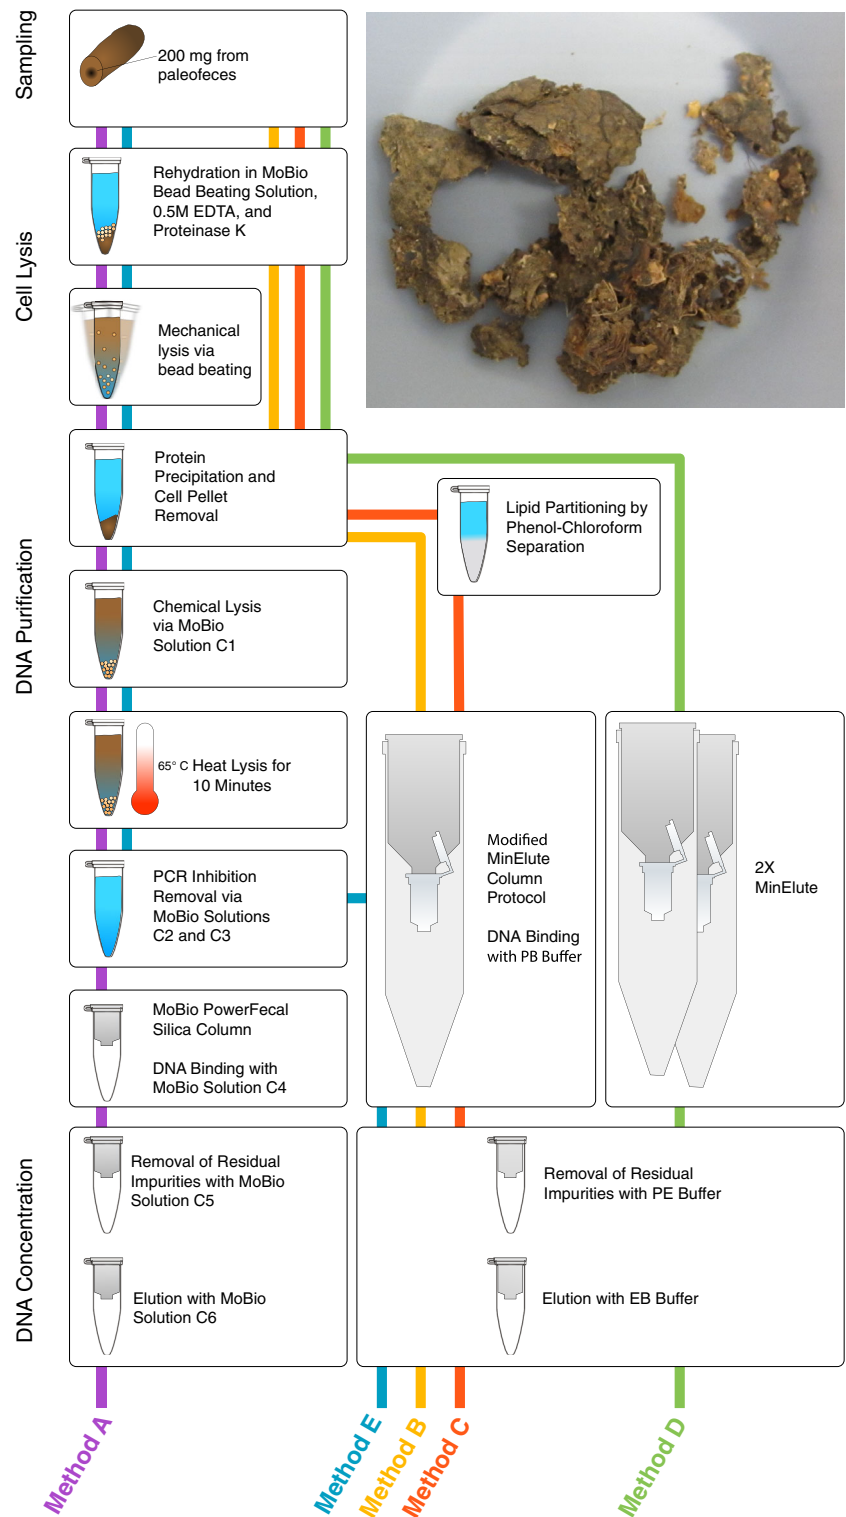 Sampling
200 mg from
paleofeces
Cell Lysis
Rehydration in MoBio
Bead Beating Solution,
0.5M EDTA, and
Proteinase K
Mechanical
lysis via
bead beating
DNA Purification
Protein
Precipitation and
Cell Pellet
Removal
Lipid Partitioning by
Phenol-Chloroform
Separation
Chemical Lysis
via MoBio
Solution C1
65° C Heat Lysis for
10 Minutes
PCR Inhibition
Removal via
MoBio Solutions
C2 and C3
MoBio PowerFecal
Silica Column
DNA Binding with
MoBio Solution C4
Modified
MinElute
Column
Protocol
DNA Binding
with PB Buffer
2X
MinElute
DNA Concentration
Removal of Residual
Impurities with MoBio
Solution C5
Elution with MoBio
Solution C6
Removal of Residual
Impurities with PE Buffer
Elution with EB Buffer
Method A
Method E
Method B
Method C
Method D